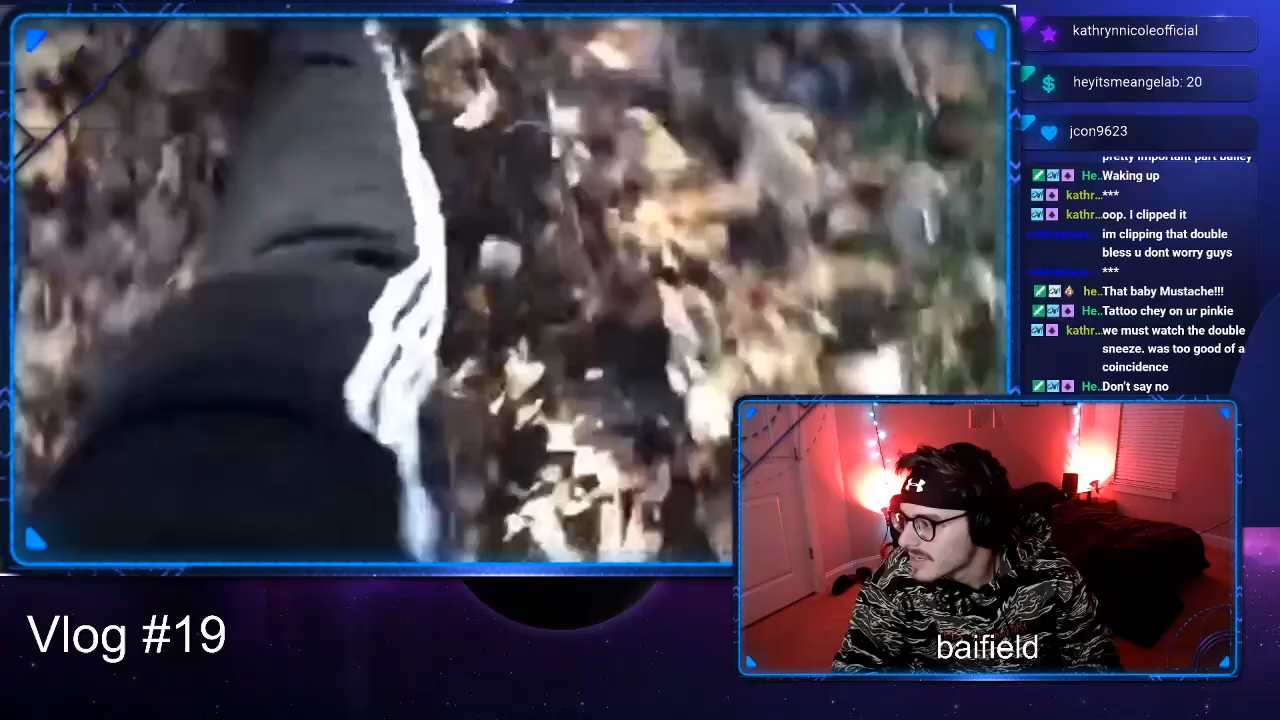 kathrynnicoleofficial
heyitsmeangelab: 20
jcon9623
pretty important part bailey
He..Waking up
kathr...***
kathr...oop. I clipped it
im clipping that double
bless u dont worry guys
***
he..That baby Mustache!!!
He..Tattoo chey on ur pinkie
kathr...we must watch the double
sneeze. was too good of a
coincidence
He..Don't say no
Vlog #19
baifield